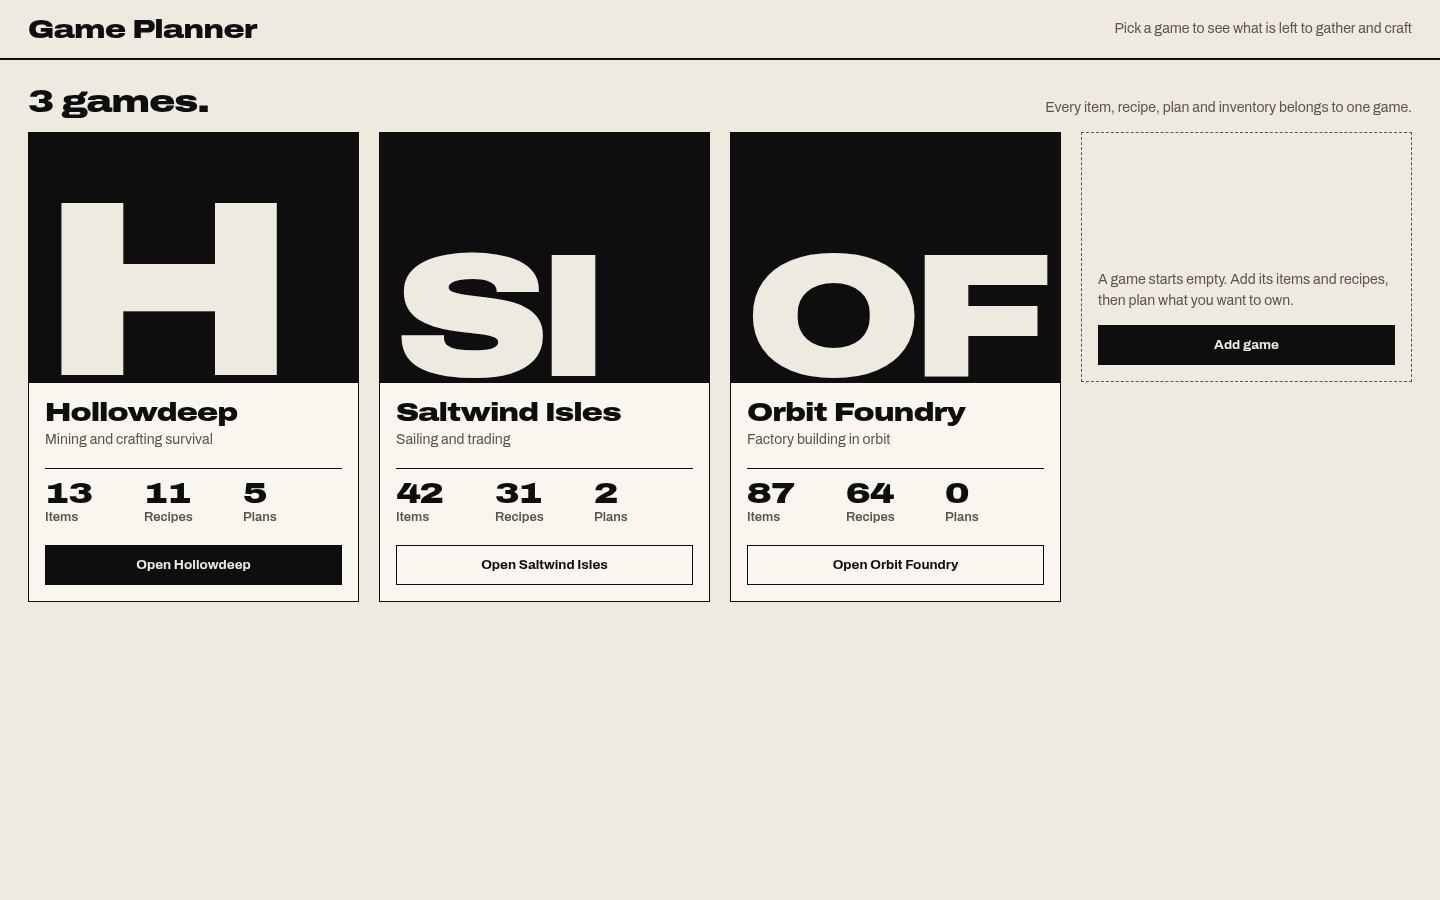 Game Planner
Pick a game to see what is left to gather and craft
3 games.
Every item, recipe, plan and inventory belongs to one game.
H
Hollowdeep
Mining and crafting survival
13 11 5
Items Recipes Plans
Open Hollowdeep
SI
Saltwind Isles
Sailing and trading
42 31 2
Items Recipes Plans
Open Saltwind Isles
OF
Orbit Foundry
Factory building in orbit
87 64 0
Items Recipes Plans
Open Orbit Foundry
A game starts empty. Add its items and recipes,
then plan what you want to own.
Add game